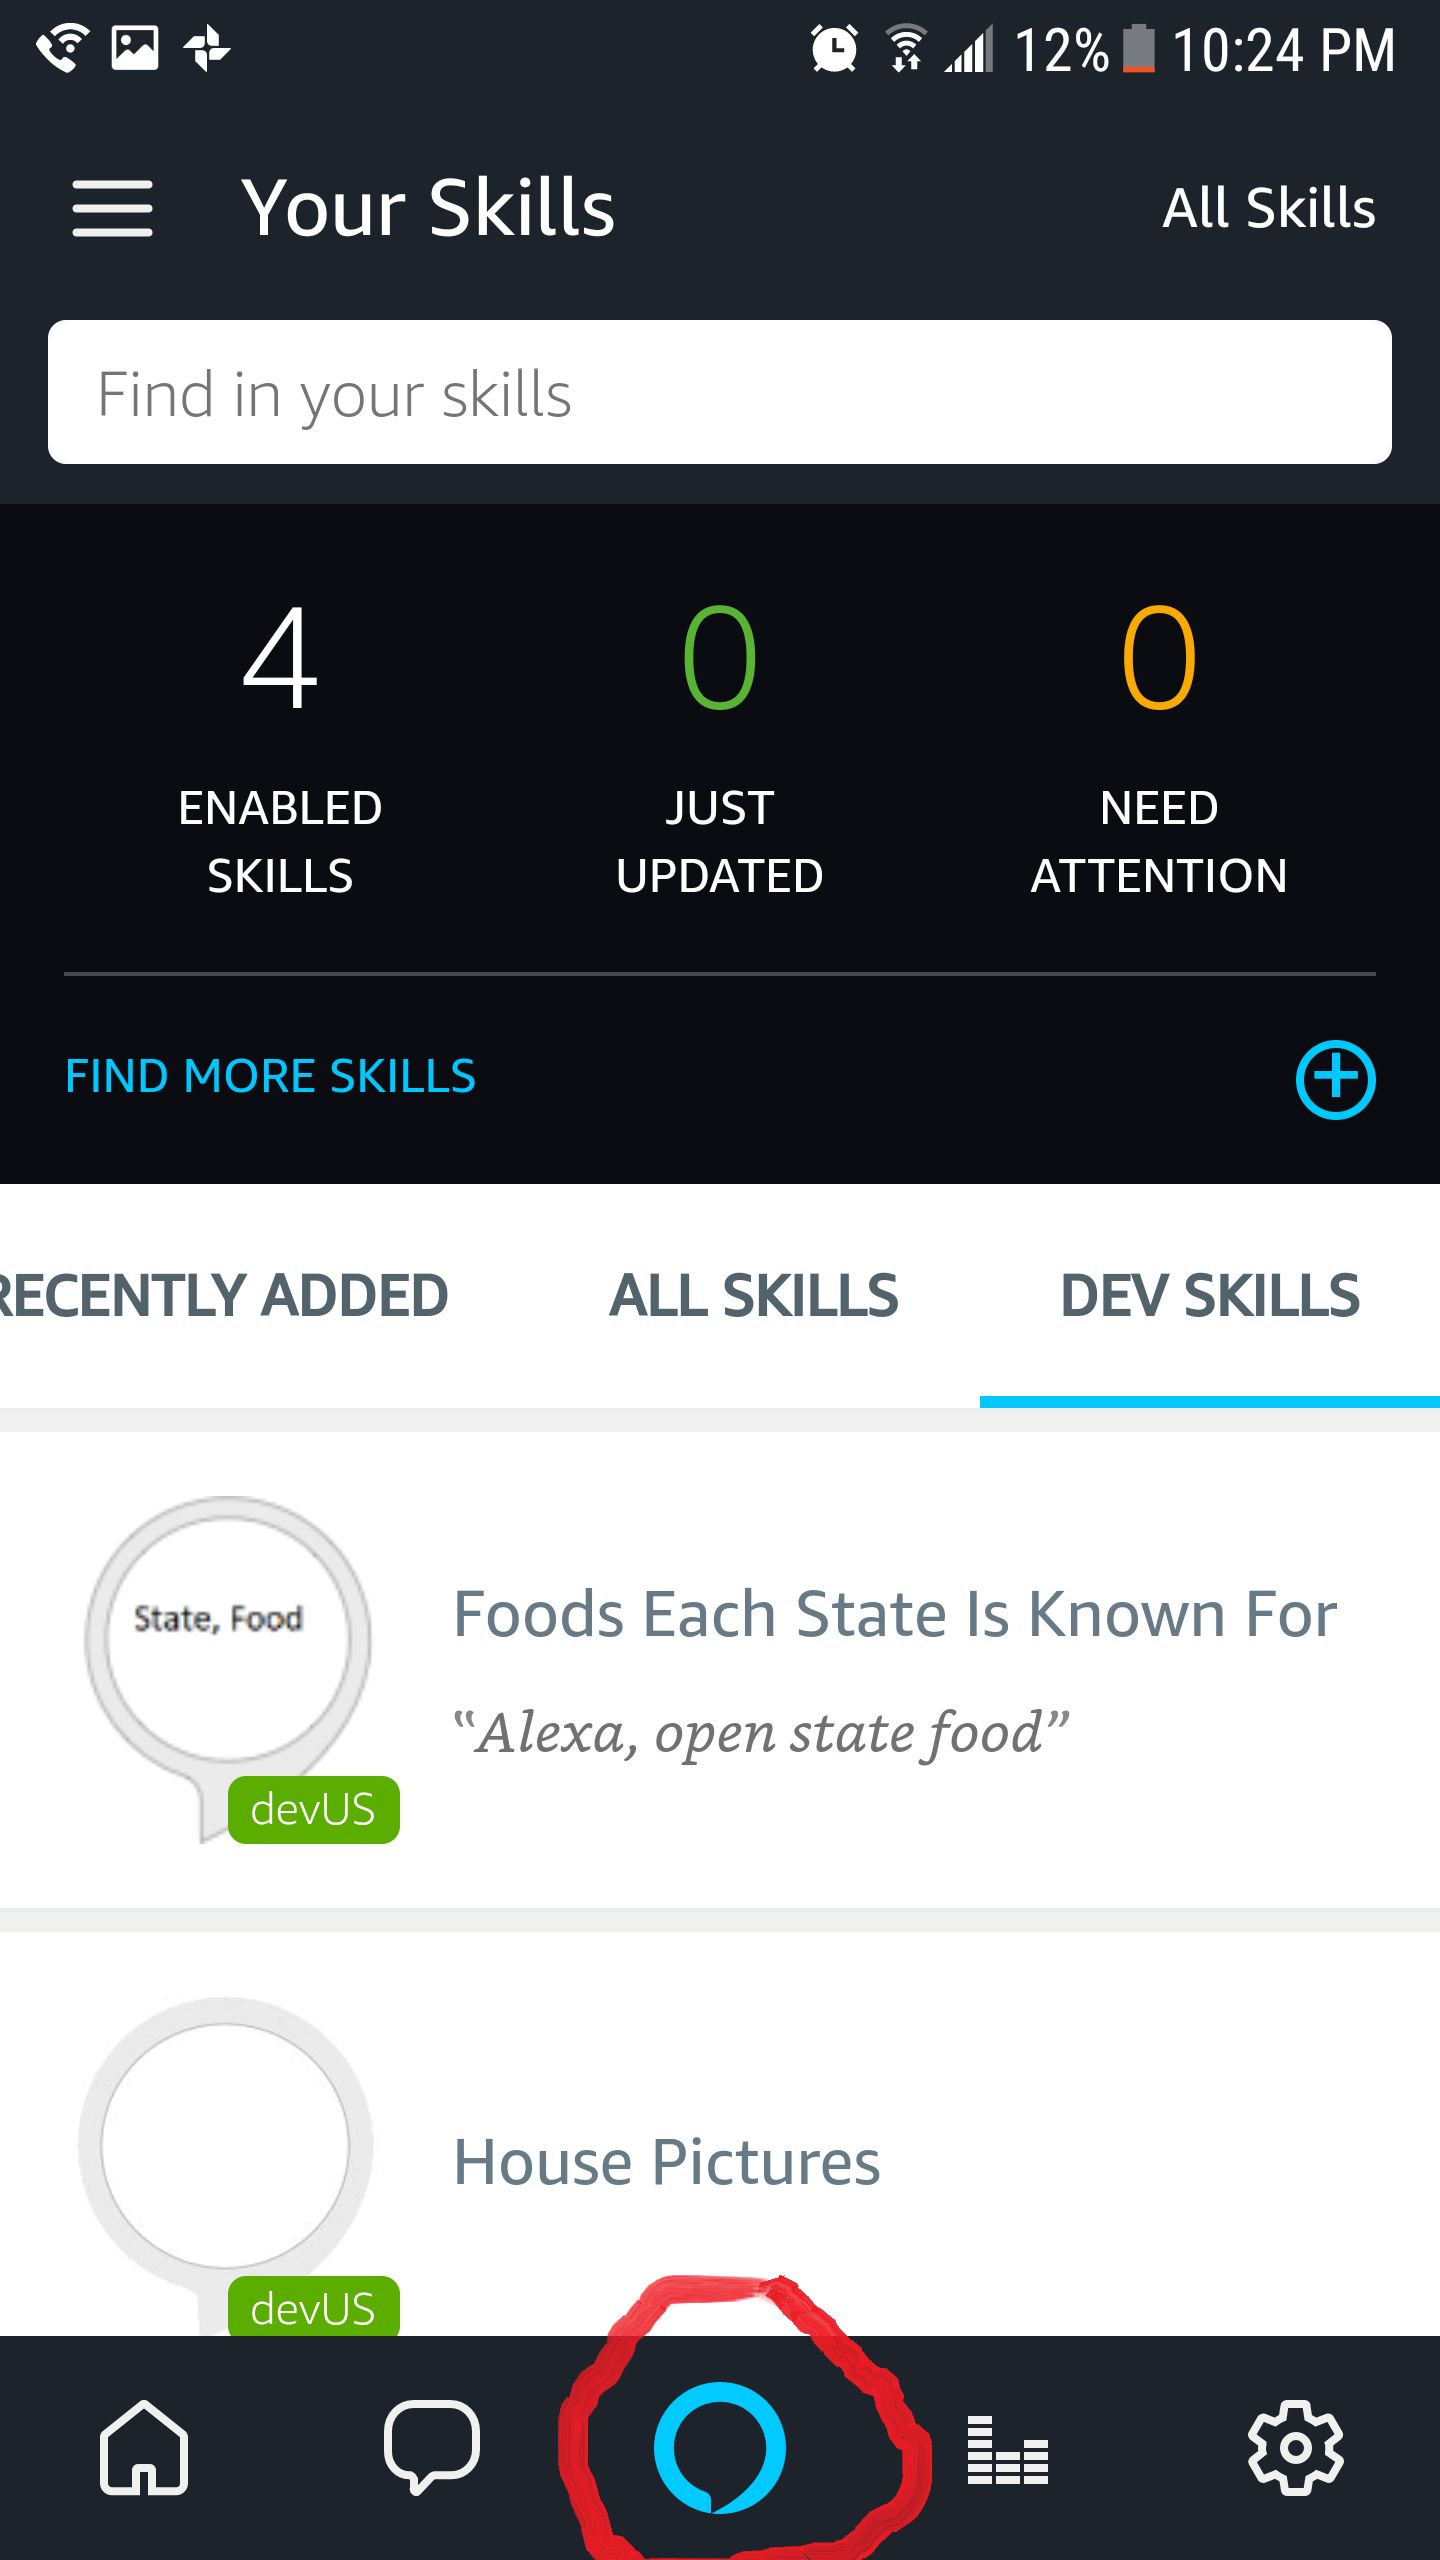 12% 10:24 PM
Your Skills
All Skills
Find in your skills
4
0
0
ENABLED
SKILLS
JUST
UPDATED
NEED
ATTENTION
FIND MORE SKILLS
RECENTLY ADDED
ALL SKILLS
DEV SKILLS
State, Food
devUS
Foods Each State Is Known For
“Alexa, open state food”
devUS
House Pictures